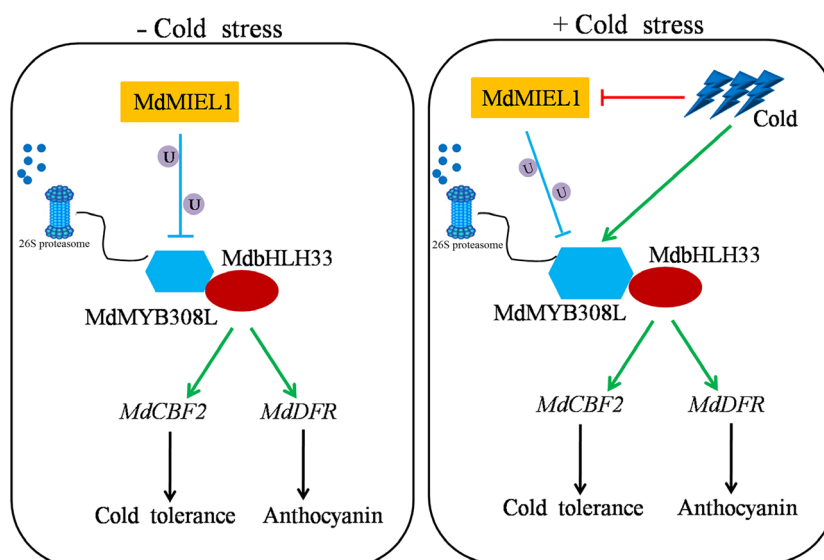 - Cold stress
MdMIEL1
U
U
26S proteasome
MdbHLH33
MdMYB308L
MdCBF2
MdDFR
Cold tolerance
Anthocyanin
+ Cold stress
MdMIEL1
Cold
U
U
26S proteasome
MdbHLH33
MdMYB308L
MdCBF2
MdDFR
Cold tolerance
Anthocyanin